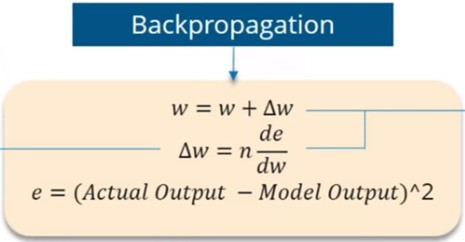 Backpropagation
w = w + Δw
Δw = n de/dw
e = (Actual Output − Model Output)^2